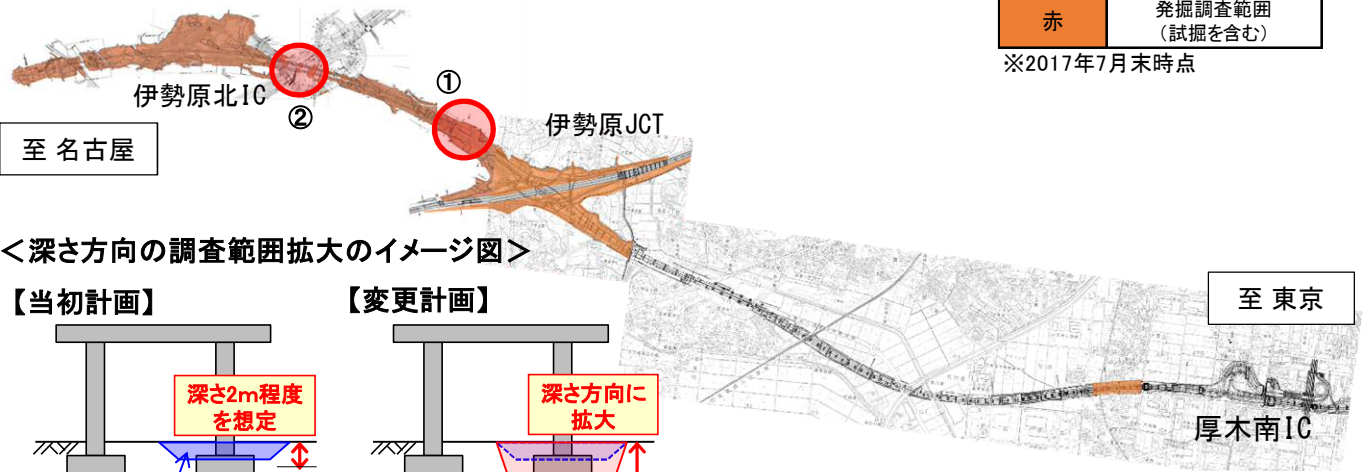 赤
発掘調査範囲
(試掘を含む)
※2017年7月末時点
伊勢原北IC
②
①
伊勢原JCT
至 名古屋
<深さ方向の調査範囲拡大のイメージ図>
至 東京
【当初計画】
【変更計画】
深さ2m程度
を想定
深さ方向に
拡大
厚木南IC